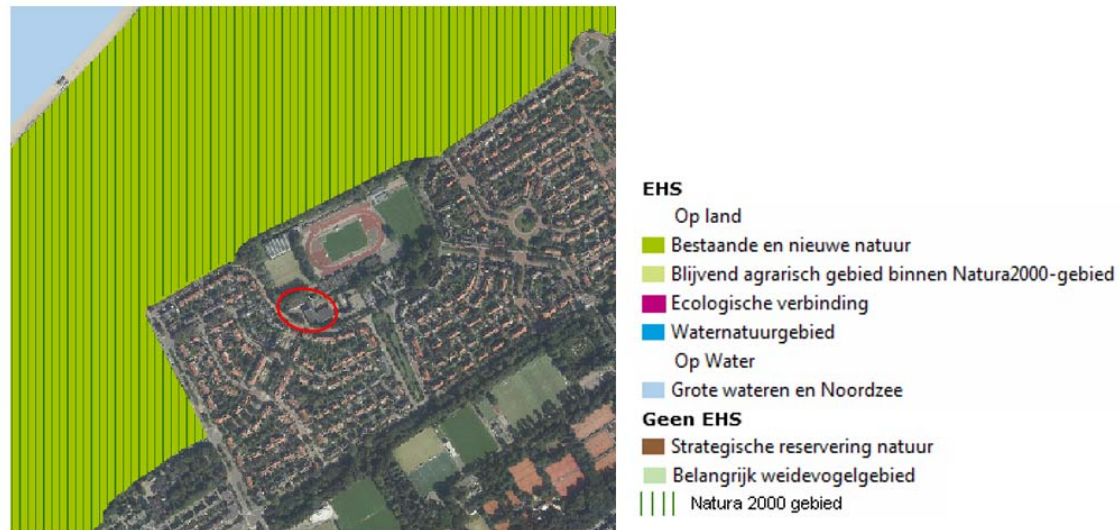 EHS
Op land
Bestaande en nieuwe natuur
Blijvend agrarisch gebied binnen Natura2000-gebied
Ecologische verbinding
Waternatuurgebied
Op Water
Grote wateren en Noordzee
Geen EHS
Strategische reservering natuur
Belangrijk weidevogelgebied
Natura 2000 gebied